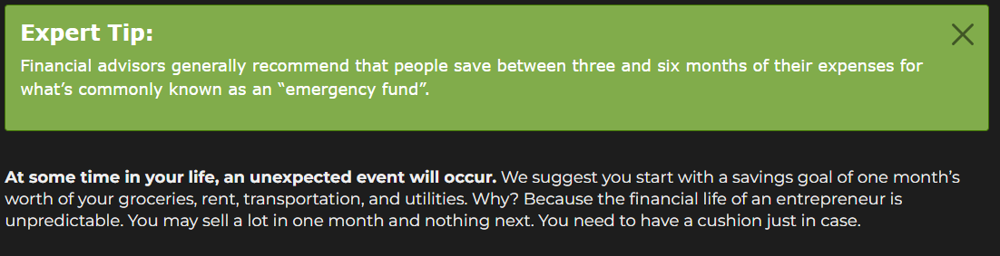 Expert Tip:
Financial advisors generally recommend that people save between three and six months of their expenses for
what’s commonly known as an “emergency fund”.
At some time in your life, an unexpected event will occur. We suggest you start with a savings goal of one month’s
worth of your groceries, rent, transportation, and utilities. Why? Because the financial life of an entrepreneur is
unpredictable. You may sell a lot in one month and nothing next. You need to have a cushion just in case.